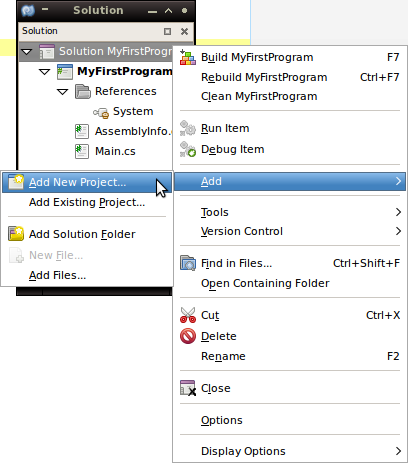 Solution
Solution
Solution MyFirstProgr
MyFirstProgram
References
System
AssemblyInfo.
Main.cs
Build MyFirstProgram F7
Rebuild MyFirstProgram Ctrl+F7
Clean MyFirstProgram
Run Item
Debug Item
Add
Tools
Version Control
Find in Files... Ctrl+Shift+F
Open Containing Folder
Cut Ctrl+X
Delete
Rename F2
Close
Options
Display Options
Add New Project...
Add Existing Project...
Add Solution Folder
New File...
Add Files...